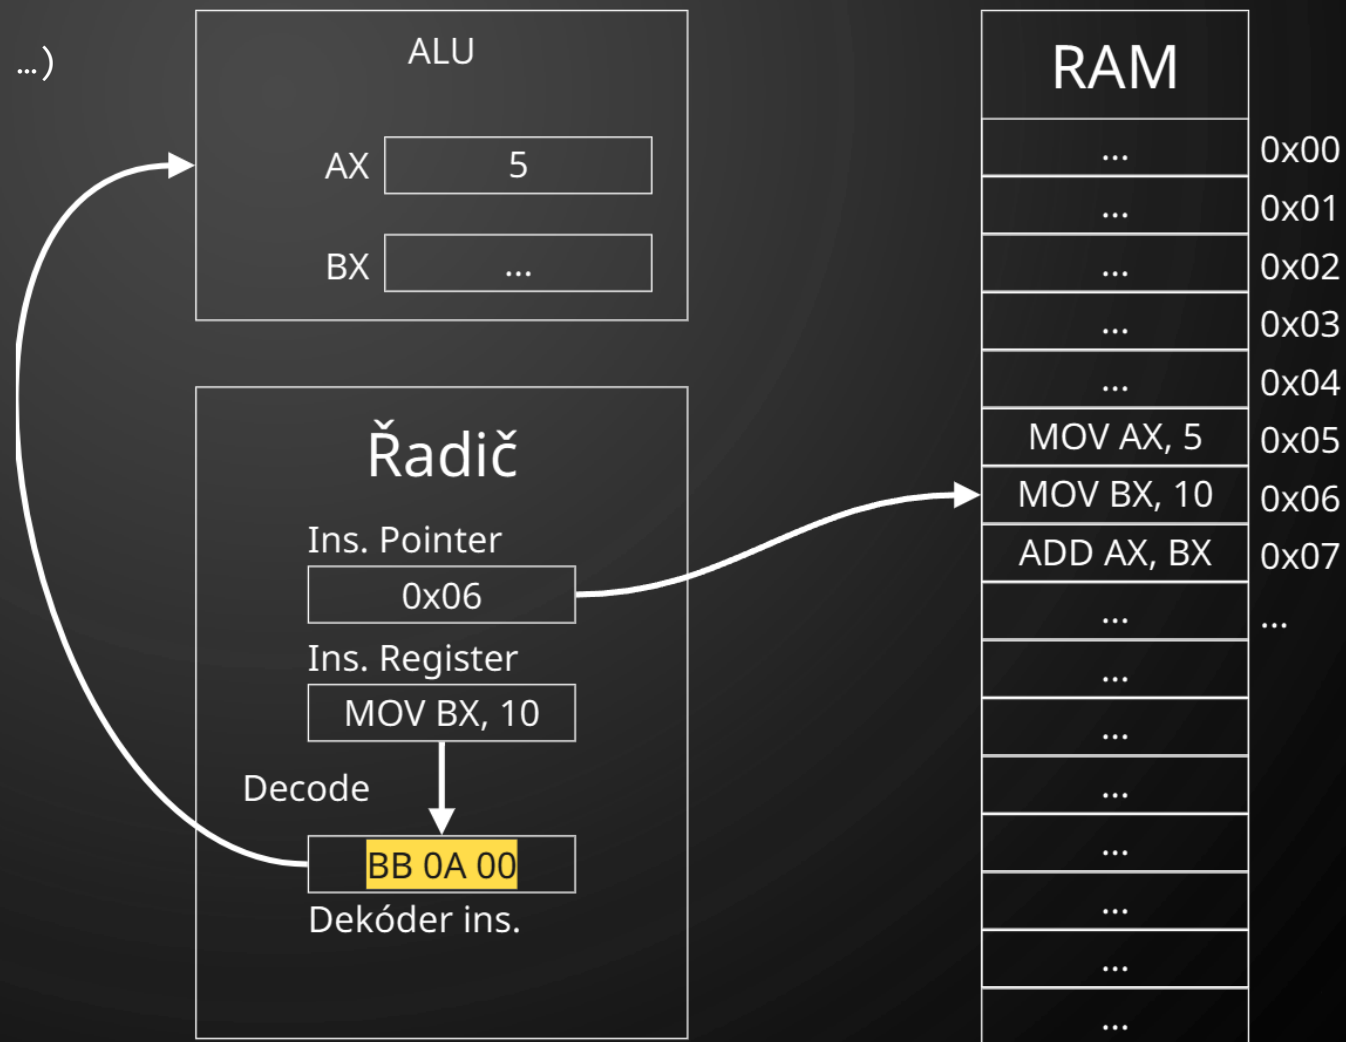 ...)
ALU
AX
5
BX
...
Řadič
Ins. Pointer
0x06
Ins. Register
MOV BX, 10
Decode
BB 0A 00
Dekóder ins.
RAM
... 0x00
... 0x01
... 0x02
... 0x03
... 0x04
MOV AX, 5 0x05
MOV BX, 10 0x06
ADD AX, BX 0x07
... ...
...
...
...
...
...
...
...